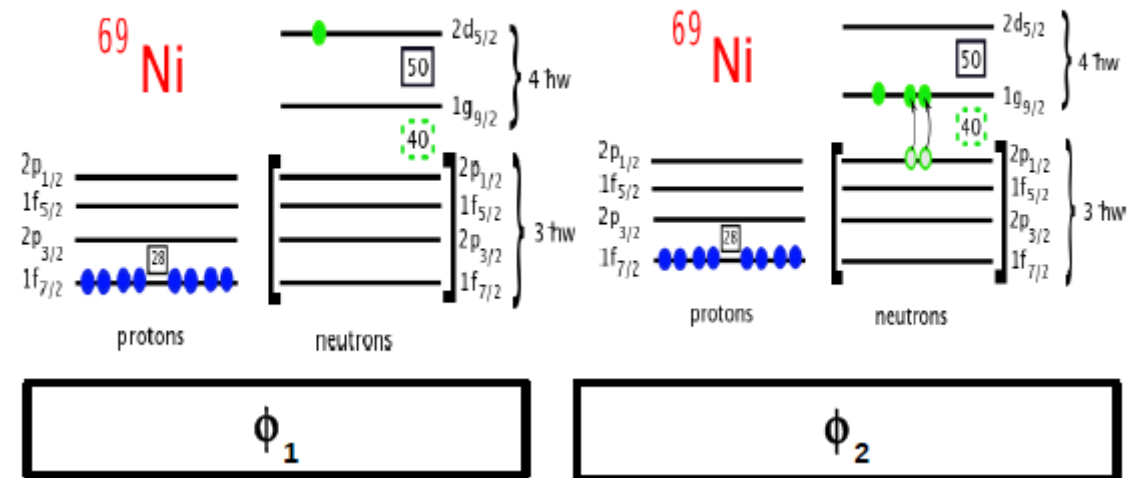 69Ni
2d5/2
50
4 ħw
1g9/2
40
2p1/2
1f5/2
2p3/2
28
1f7/2
2p1/2
1f5/2
2p3/2
1f7/2
3 ħw
protons
neutrons
ϕ1
69Ni
2d5/2
50
4 ħw
1g9/2
40
2p1/2
1f5/2
2p3/2
28
1f7/2
2p1/2
1f5/2
2p3/2
1f7/2
3 ħw
protons
neutrons
ϕ2